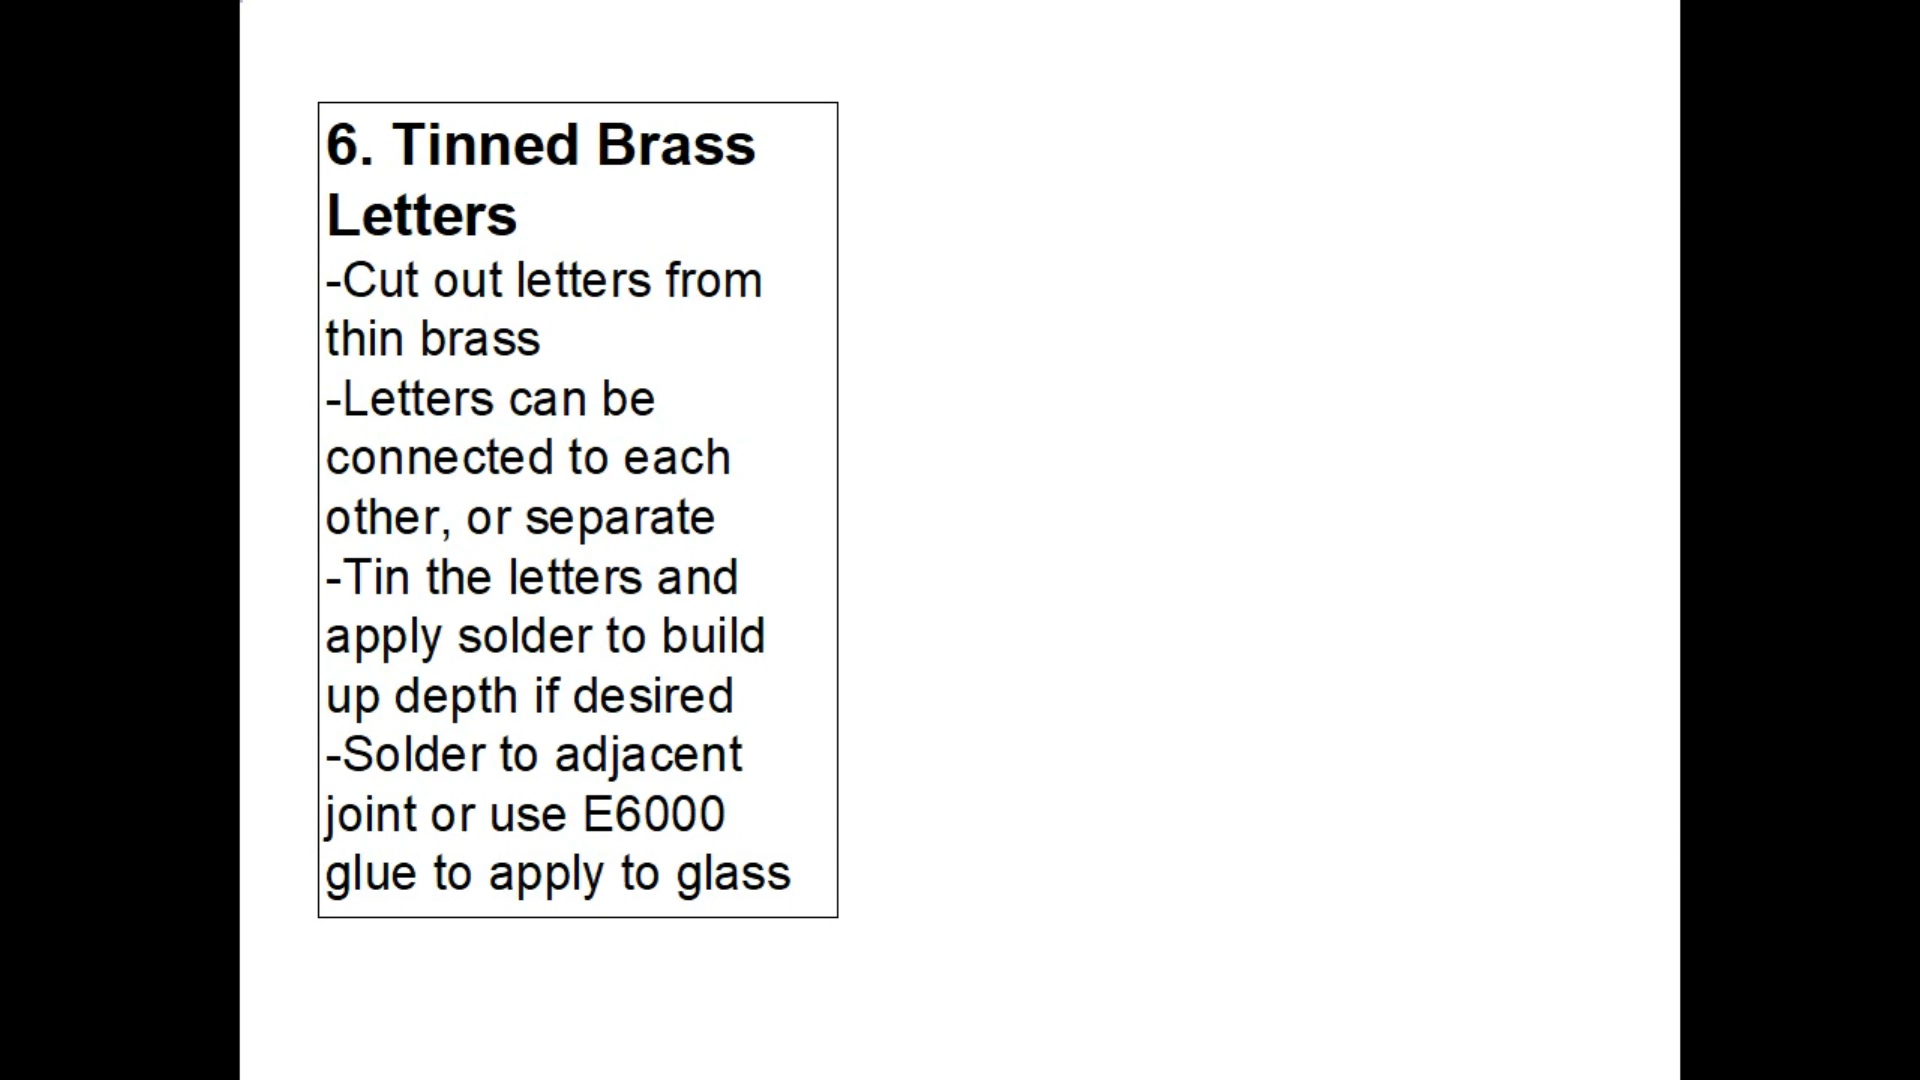 6. Tinned Brass
Letters
-Cut out letters from
thin brass
-Letters can be
connected to each
other, or separate
-Tin the letters and
apply solder to build
up depth if desired
-Solder to adjacent
joint or use E6000
glue to apply to glass